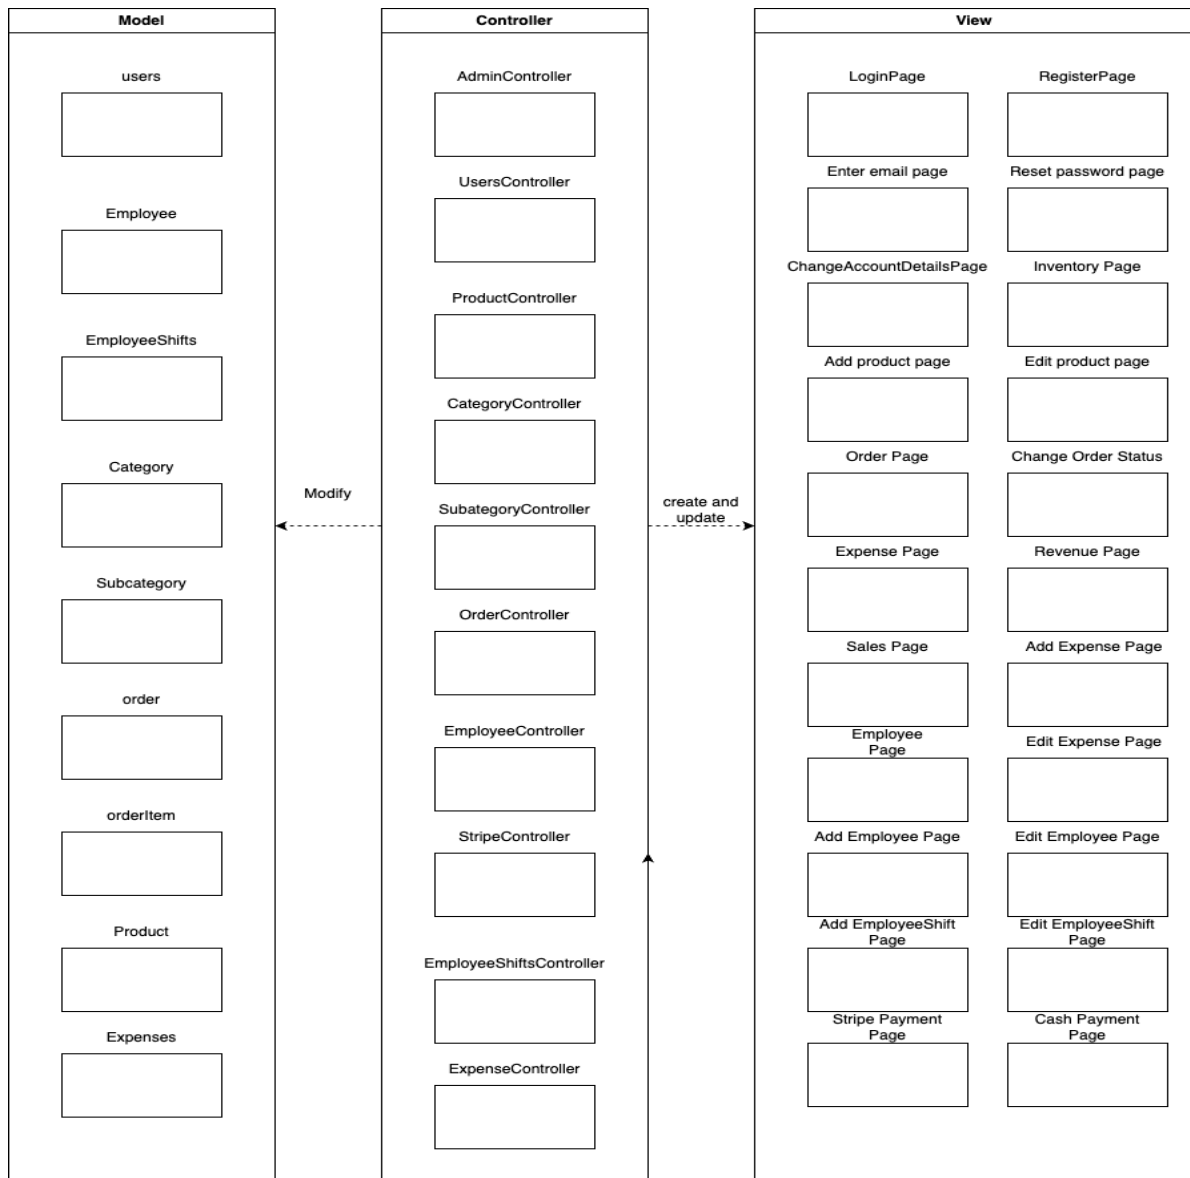 Model
users
Employee
EmployeeShifts
Category
Subcategory
order
orderItem
Product
Expenses
Modify
Controller
AdminController
UsersController
ProductController
CategoryController
SubategoryController
OrderController
EmployeeController
StripeController
EmployeeShiftsController
ExpenseController
create and
update
View
LoginPage
RegisterPage
Enter email page
Reset password page
ChangeAccountDetailsPage
Inventory Page
Add product page
Edit product page
Order Page
Change Order Status
Expense Page
Revenue Page
Sales Page
Add Expense Page
Employee
Page
Edit Expense Page
Add Employee Page
Edit Employee Page
Add EmployeeShift
Page
Edit EmployeeShift
Page
Stripe Payment
Page
Cash Payment
Page